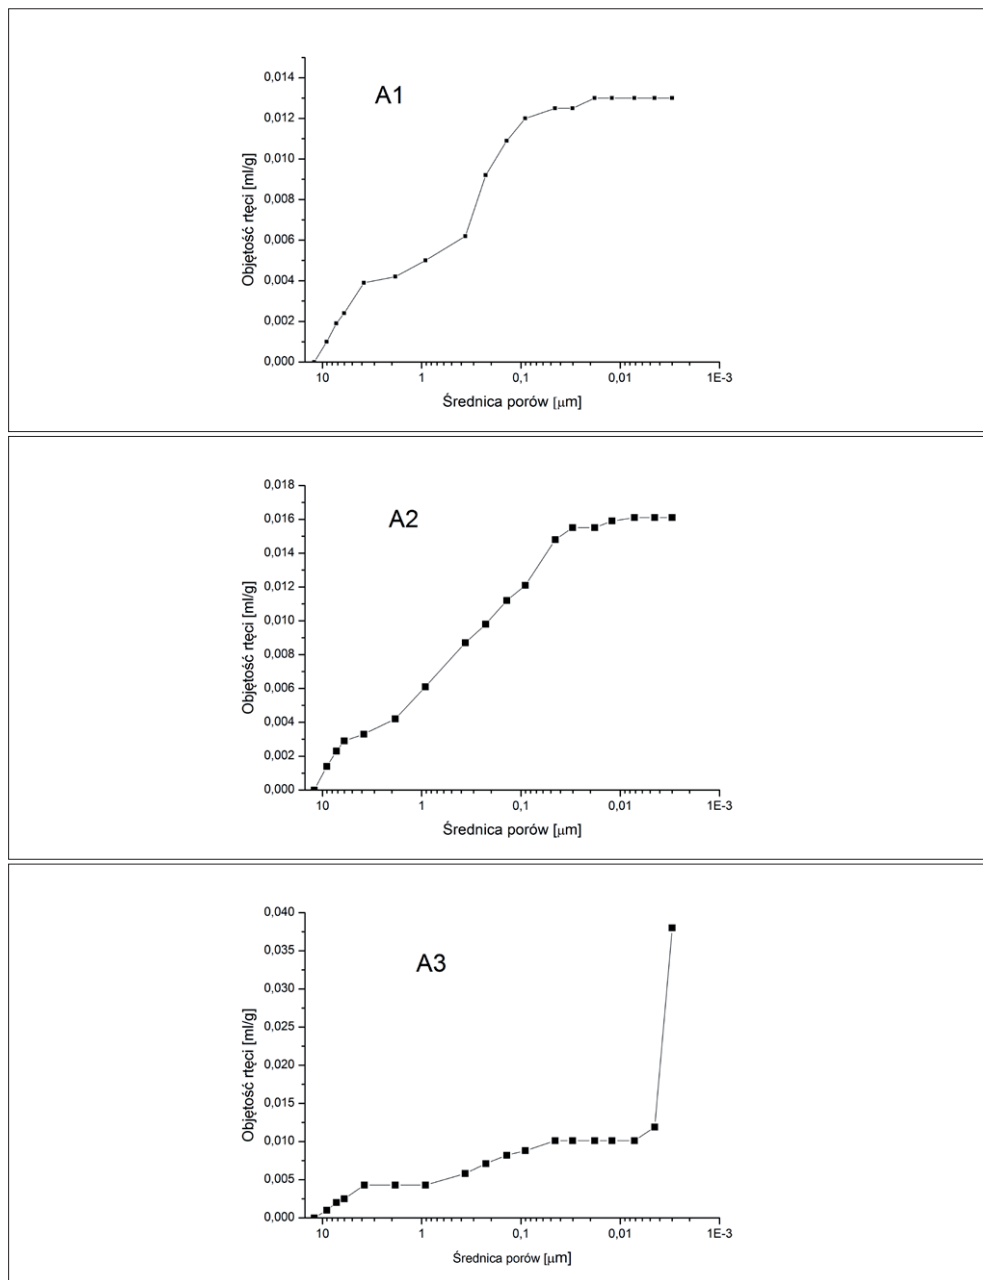 A1
Objętość rtęci [ml/g]
0,014
0,012
0,010
0,008
0,006
0,004
0,002
0,000
10 1 0,1 0,01 1E-3
Średnica porów [μm]
A2
Objętość rtęci [ml/g]
0,018
0,016
0,014
0,012
0,010
0,008
0,006
0,004
0,002
0,000
10 1 0,1 0,01 1E-3
Średnica porów [μm]
A3
Objętość rtęci [ml/g]
0,040
0,035
0,030
0,025
0,020
0,015
0,010
0,005
0,000
10 1 0,1 0,01 1E-3
Średnica porów [μm]